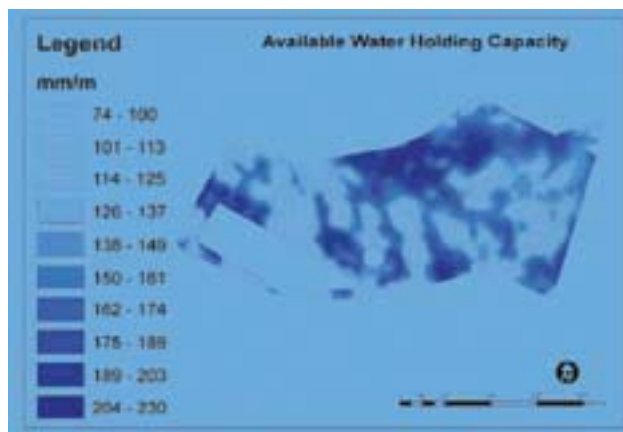 Legend
Available Water Holding Capacity
mm/m
74 - 100
101 - 113
114 - 125
126 - 137
138 - 149
150 - 161
162 - 174
175 - 188
189 - 203
204 - 230